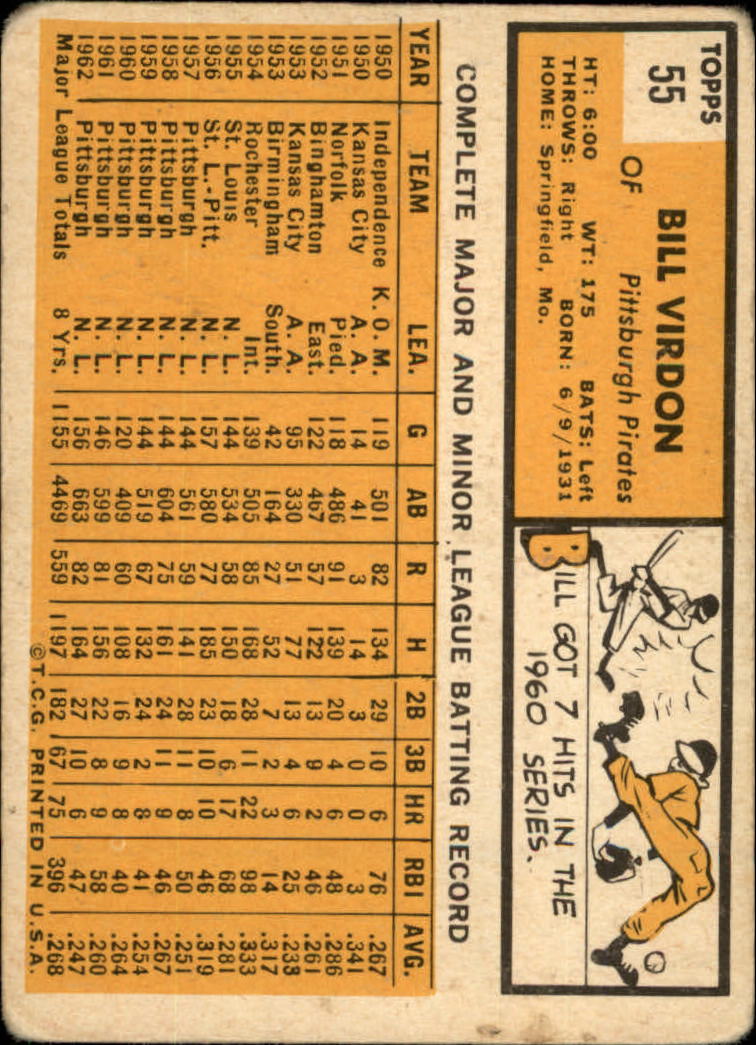 TOPPS
55
BILL VIRDON
OF Pittsburgh Pirates
HT: 6:00 WT: 175 BATS: Left
THROWS: Right BORN: 6/9/1931
HOME: Springfield, Mo.
BILL GOT 7 HITS IN THE
1960 SERIES.
COMPLETE MAJOR AND MINOR LEAGUE BATTING RECORD
YEAR TEAM LEA. G AB R H 2B 3B HR RBI AVG.
1950 Independence K. O. M. 119 501 82 134 29 10 6 76 .267
1950 Kansas City A. A. 14 41 3 14 3 0 0 3 .341
1951 Norfolk Pied. 118 486 91 139 20 4 6 48 .286
1952 Binghamton East. 122 467 57 122 13 9 2 46 .261
1953 Kansas City A. A. 95 330 51 77 13 4 6 25 .233
1953 Birmingham South. 42 164 27 52 7 2 3 14 .317
1954 Rochester Int. 139 505 85 168 28 11 22 98 .333
1955 St. Louis N. L. 144 534 58 150 18 6 17 68 .281
1956 St. L.-Pitt. N. L. 157 580 77 185 23 10 10 46 .319
1957 Pittsburgh N. L. 144 561 59 141 28 11 8 50 .251
1958 Pittsburgh N. L. 144 604 75 161 24 11 9 46 .267
1959 Pittsburgh N. L. 144 519 67 132 24 2 8 41 .254
1960 Pittsburgh N. L. 120 409 60 108 16 9 8 40 .264
1961 Pittsburgh N. L. 146 599 81 156 22 8 9 58 .260
1962 Pittsburgh N. L. 156 663 82 164 27 10 6 47 .247
Major League Totals 8 Yrs. 1155 4469 559 1197 182 67 75 396 .268
©T.C.G. PRINTED IN U.S.A.